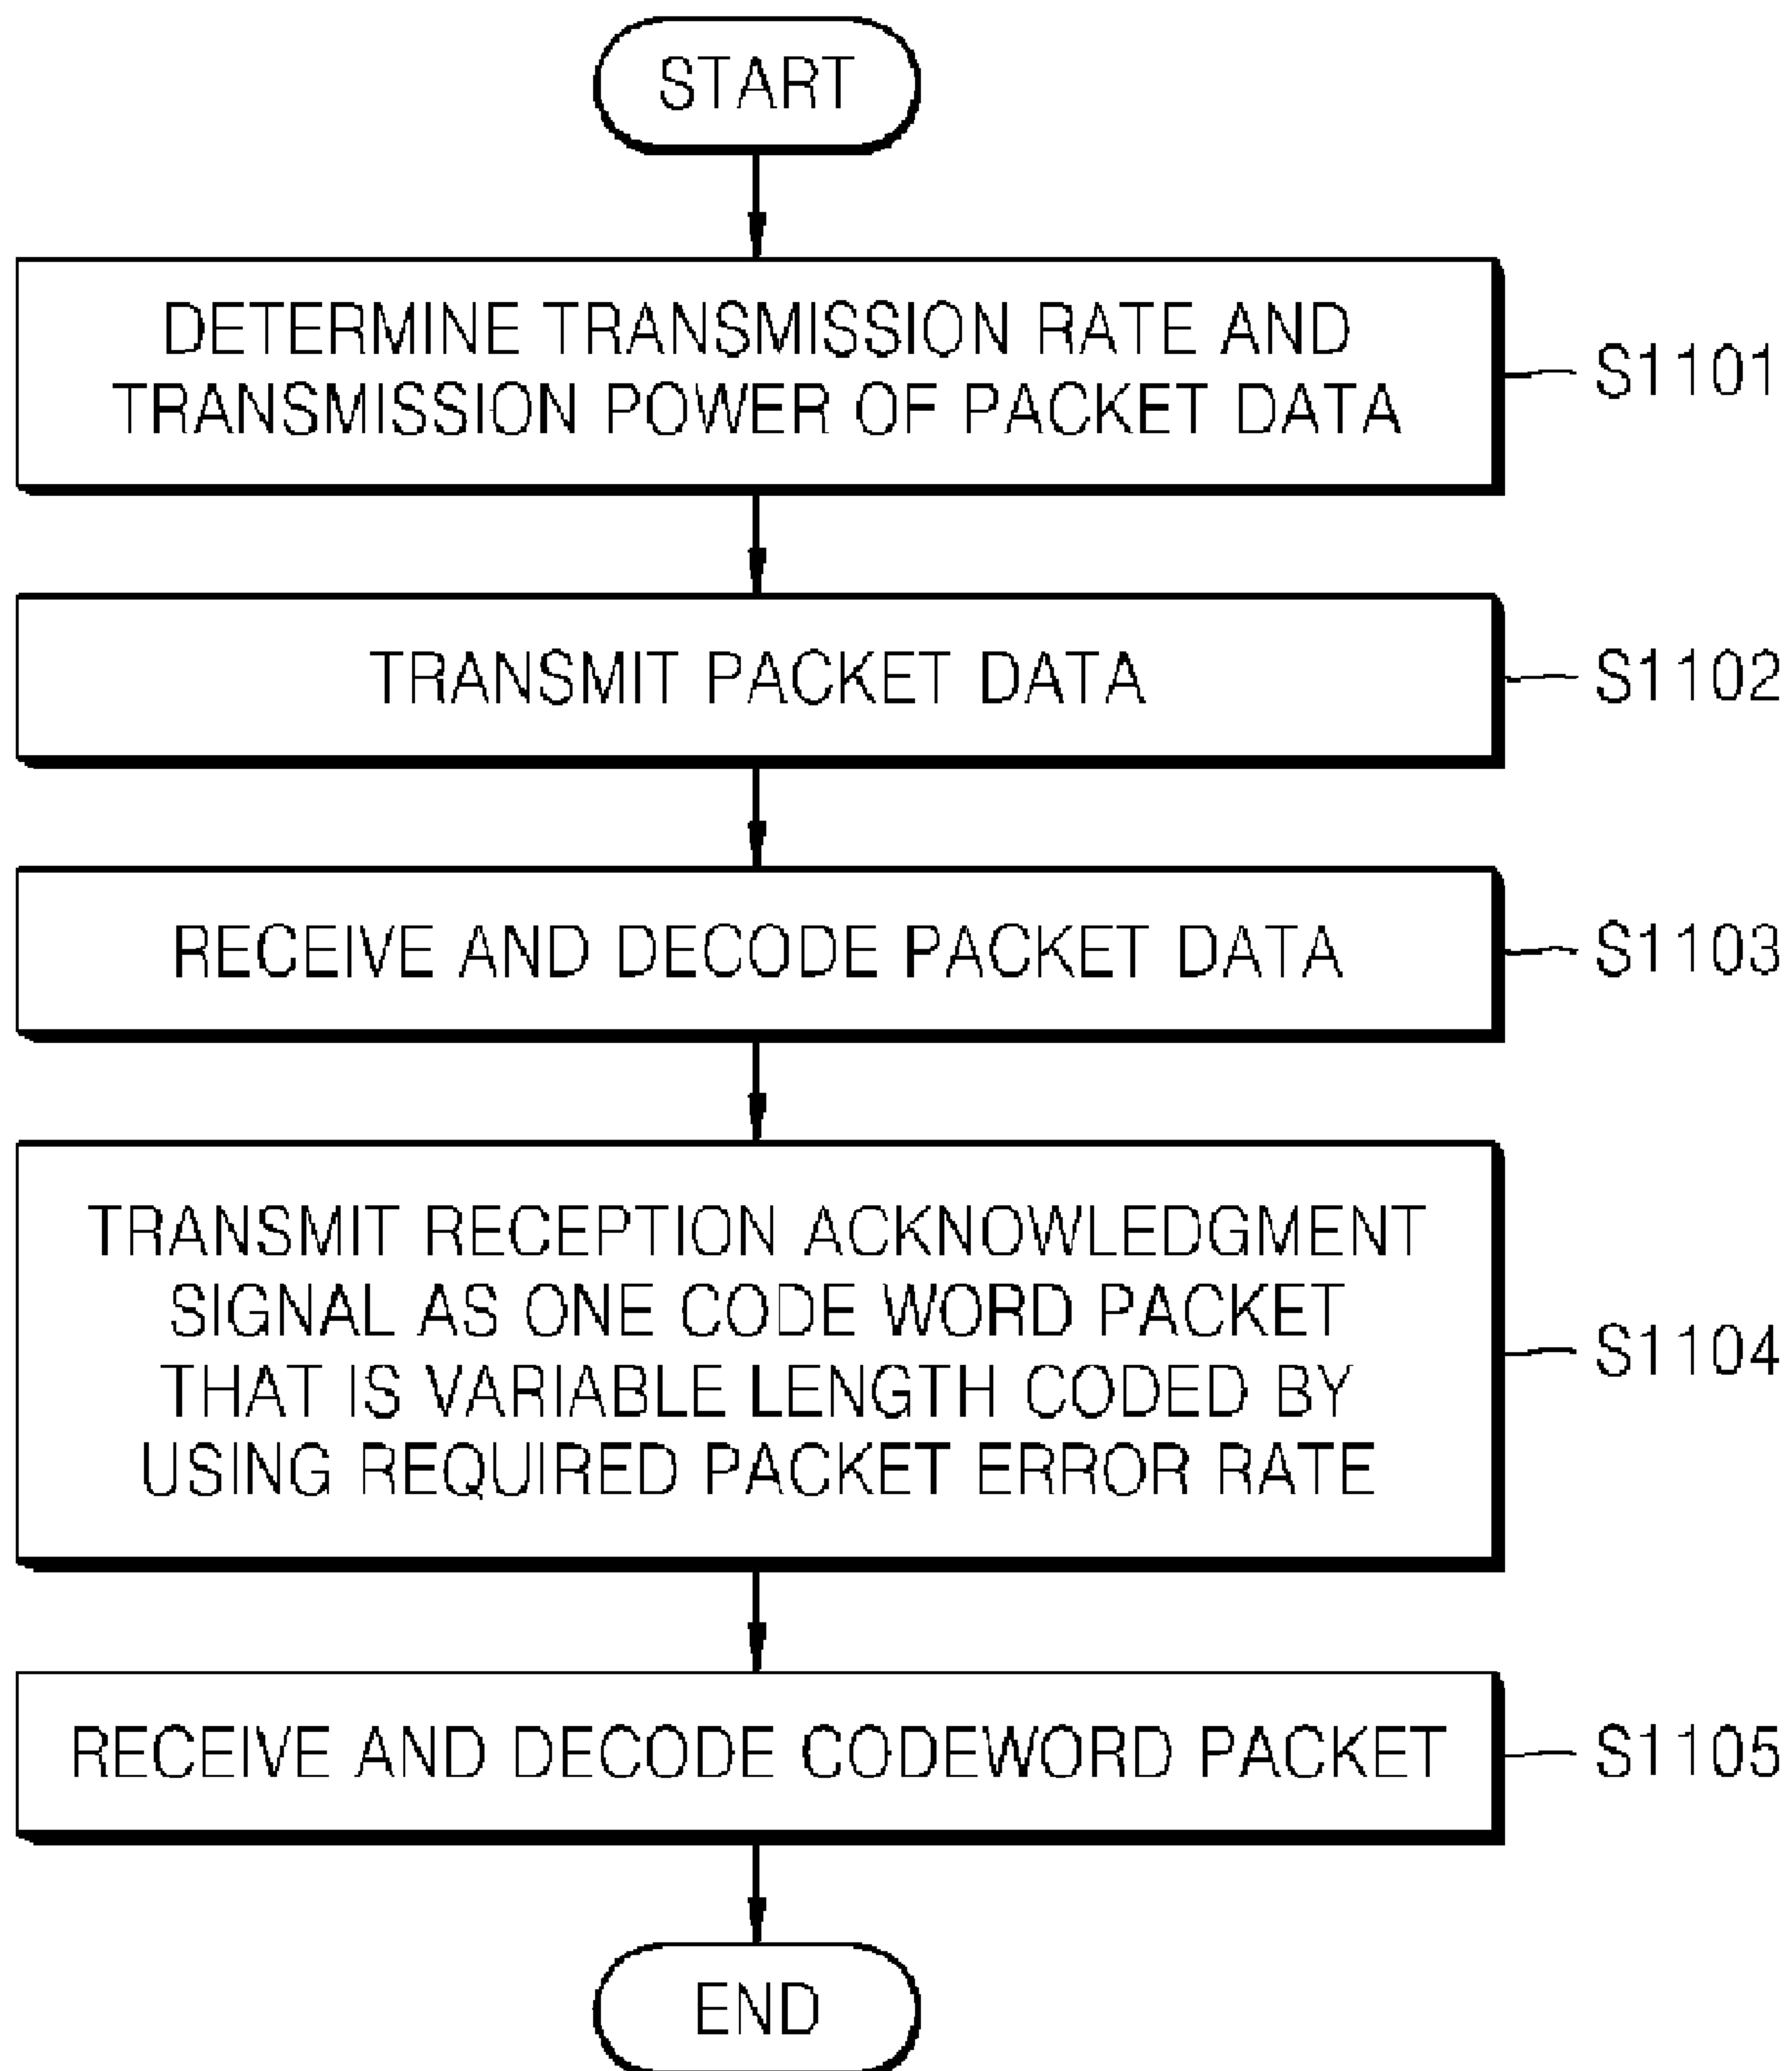 START
DETERMINE TRANSMISSION RATE AND
TRANSMISSION POWER OF PACKET DATA
S1101
TRANSMIT PACKET DATA
S1102
RECEIVE AND DECODE PACKET DATA
S1103
TRANSMIT RECEPTION ACKNOWLEDGMENT
SIGNAL AS ONE CODE WORD PACKET
THAT IS VARIABLE LENGTH CODED BY
USING REQUIRED PACKET ERROR RATE
S1104
RECEIVE AND DECODE CODEWORD PACKET
S1105
END